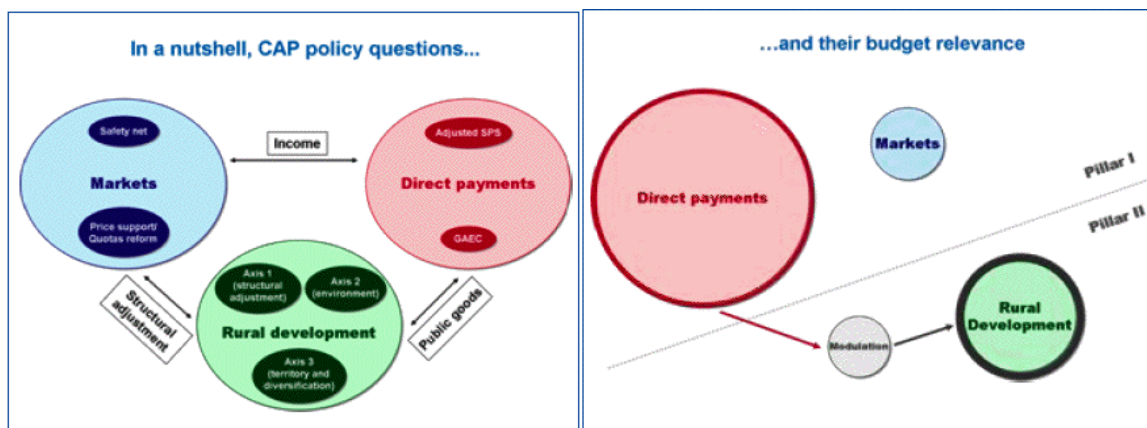 In a nutshell, CAP policy questions...
Safety net
Markets
Price support/
Quotas reform
Income
Adjusted SPS
Direct payments
GAEC
Structural
adjustment
Axis 1
(structural
adjustment)
Axis 2
(environment)
Rural development
Axis 3
(territory and
diversification)
Public goods
...and their budget relevance
Direct payments
Markets
Pillar I
Pillar II
Modulation
Rural
Development